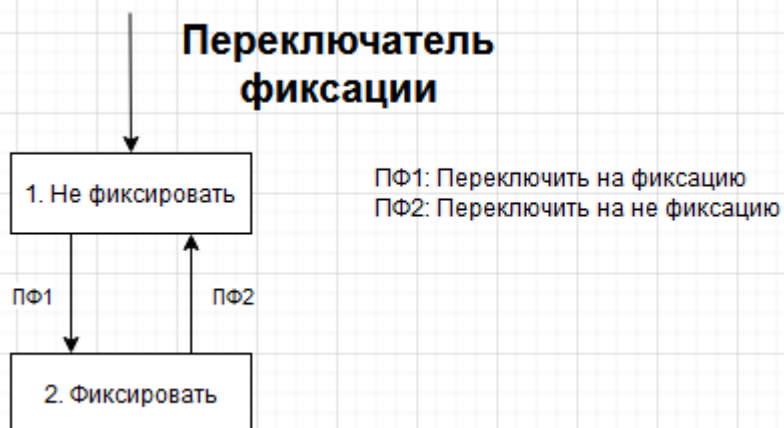 Переключатель
фиксации
1. Не фиксировать
ПФ1: Переключить на фиксацию
ПФ2: Переключить на не фиксацию
ПФ1
ПФ2
2. Фиксировать